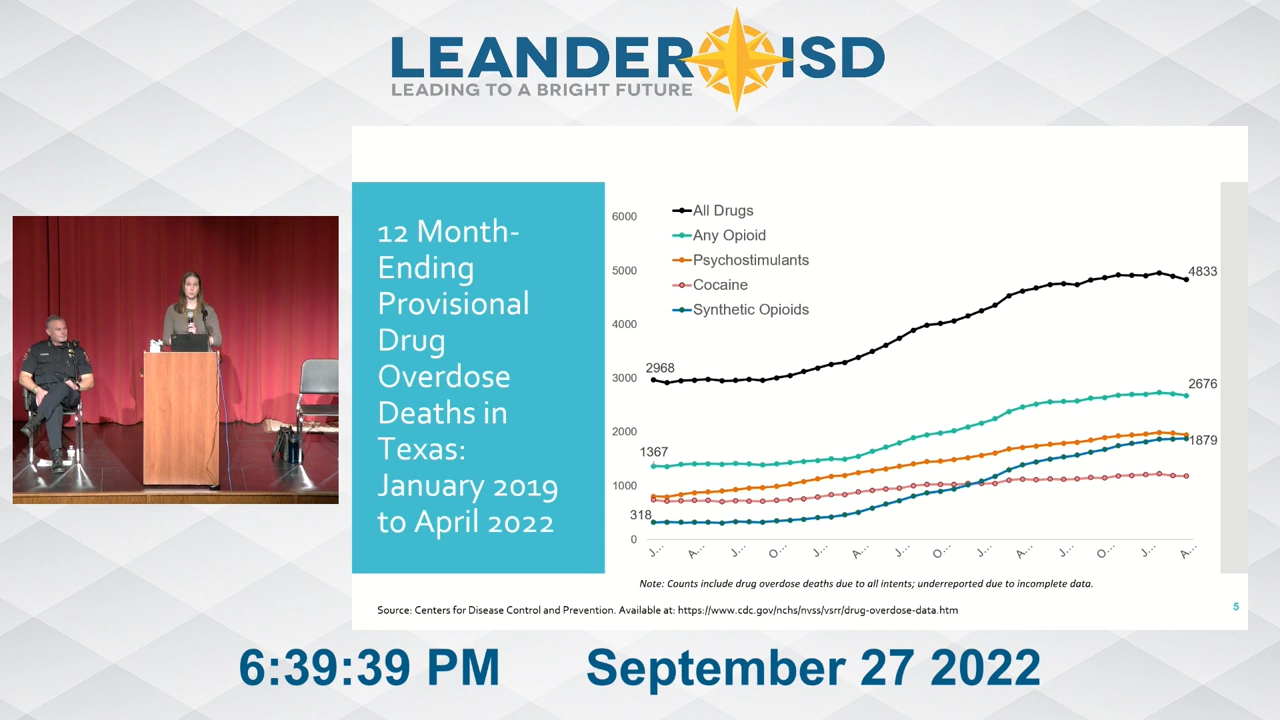 LEANDER ISD
LEADING TO A BRIGHT FUTURE
12 Month-
Ending
Provisional
Drug
Overdose
Deaths in
Texas:
January 2019
to April 2022
All Drugs
Any Opioid
Psychostimulants
Cocaine
Synthetic Opioids
6000
5000
4000
3000
2000
1000
0
2968
4833
1367
2676
318
1879
J...
A...
J...
O...
J...
A...
J...
O...
J...
A...
J...
O...
J...
A...
Note: Counts include drug overdose deaths due to all intents; underreported due to incomplete data.
Source: Centers for Disease Control and Prevention. Available at: https://www.cdc.gov/nchs/nvss/vsrr/drug-overdose-data.htm
5
6:39:39 PM September 27 2022